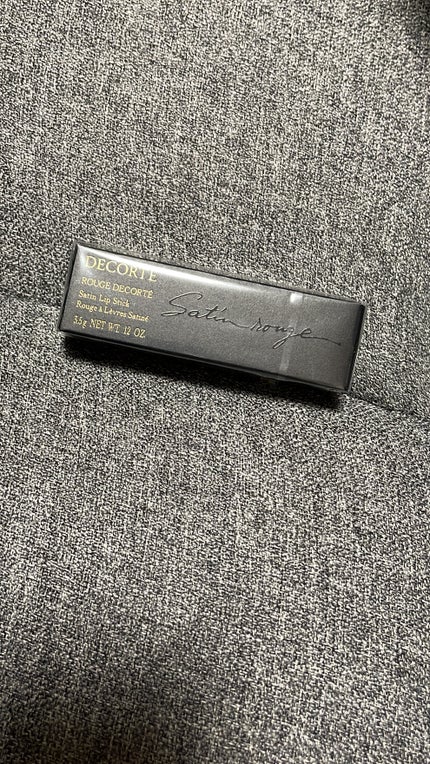 DECORTÉ
ROUGE DECORTÉ
Satin Lip Stick
Rouge à Lèvres Satiné
3.5g NET WT. .12 OZ.
Satin rouge